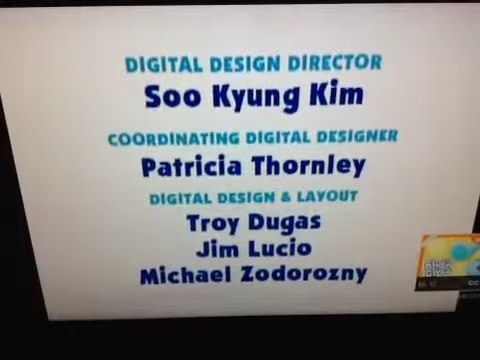 DIGITAL DESIGN DIRECTOR
Soo Kyung Kim
COORDINATING DIGITAL DESIGNER
Patricia Thornley
DIGITAL DESIGN & LAYOUT
Troy Dugas
Jim Lucio
Michael Zodorozny